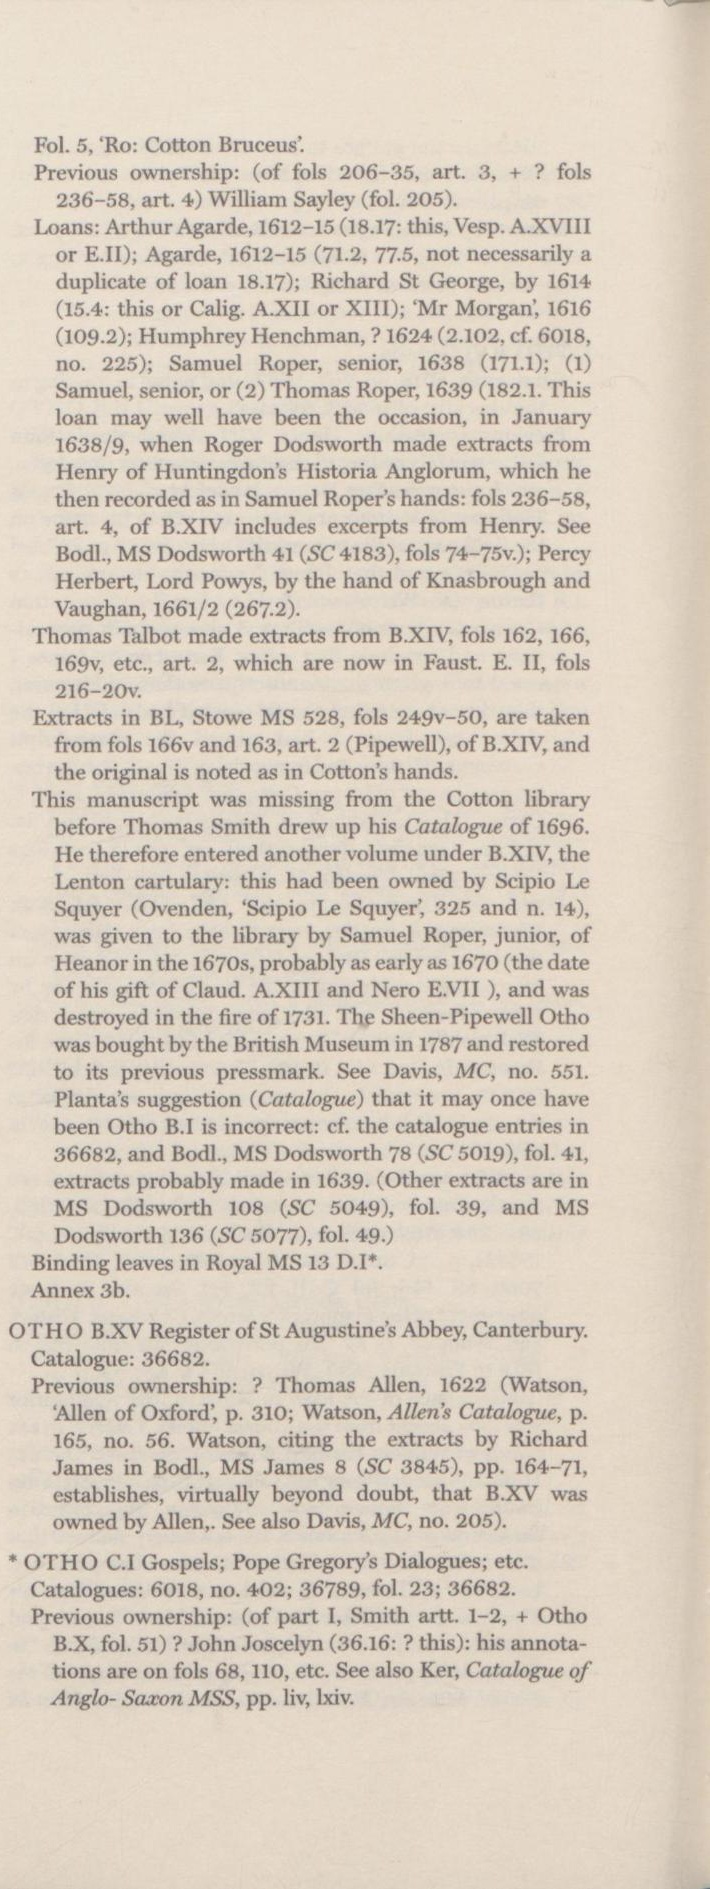 Fol. 5, ‘Ro: Cotton Bruceus’.
Previous ownership: (of fols 206–35, art. 3, + ? fols
236–58, art. 4) William Sayley (fol. 205).
Loans: Arthur Agarde, 1612–15 (18.17: this, Vesp. A.XVIII
or E.II); Agarde, 1612–15 (71.2, 77.5, not necessarily a
duplicate of loan 18.17); Richard St George, by 1614
(15.4: this or Calig. A.XII or XIII); ‘Mr Morgan’, 1616
(109.2); Humphrey Henchman, ? 1624 (2.102, cf. 6018,
no. 225); Samuel Roper, senior, 1638 (171.1); (1)
Samuel, senior, or (2) Thomas Roper, 1639 (182.1. This
loan may well have been the occasion, in January
1638/9, when Roger Dodsworth made extracts from
Henry of Huntingdon’s Historia Anglorum, which he
then recorded as in Samuel Roper’s hands: fols 236–58,
art. 4, of B.XIV includes excerpts from Henry. See
Bodl., MS Dodsworth 41 (SC 4183), fols 74–75v.); Percy
Herbert, Lord Powys, by the hand of Knasbrough and
Vaughan, 1661/2 (267.2).
Thomas Talbot made extracts from B.XIV, fols 162, 166,
169v, etc., art. 2, which are now in Faust. E. II, fols
216–20v.
Extracts in BL, Stowe MS 528, fols 249v–50, are taken
from fols 166v and 163, art. 2 (Pipewell), of B.XIV, and
the original is noted as in Cotton’s hands.
This manuscript was missing from the Cotton library
before Thomas Smith drew up his Catalogue of 1696.
He therefore entered another volume under B.XIV, the
Lenton cartulary: this had been owned by Scipio Le
Squyer (Ovenden, ‘Scipio Le Squyer’, 325 and n. 14),
was given to the library by Samuel Roper, junior, of
Heanor in the 1670s, probably as early as 1670 (the date
of his gift of Claud. A.XIII and Nero E.VII ), and was
destroyed in the fire of 1731. The Sheen-Pipewell Otho
was bought by the British Museum in 1787 and restored
to its previous pressmark. See Davis, MC, no. 551.
Planta’s suggestion (Catalogue) that it may once have
been Otho B.I is incorrect: cf. the catalogue entries in
36682, and Bodl., MS Dodsworth 78 (SC 5019), fol. 41,
extracts probably made in 1639. (Other extracts are in
MS Dodsworth 108 (SC 5049), fol. 39, and MS
Dodsworth 136 (SC 5077), fol. 49.)
Binding leaves in Royal MS 13 D.I*.
Annex 3b.
OTHO B.XV Register of St Augustine’s Abbey, Canterbury.
Catalogue: 36682.
Previous ownership: ? Thomas Allen, 1622 (Watson,
‘Allen of Oxford’, p. 310; Watson, Allen’s Catalogue, p.
165, no. 56. Watson, citing the extracts by Richard
James in Bodl., MS James 8 (SC 3845), pp. 164–71,
establishes, virtually beyond doubt, that B.XV was
owned by Allen,. See also Davis, MC, no. 205).
* OTHO C.I Gospels; Pope Gregory’s Dialogues; etc.
Catalogues: 6018, no. 402; 36789, fol. 23; 36682.
Previous ownership: (of part I, Smith artt. 1–2, + Otho
B.X, fol. 51) ? John Joscelyn (36.16: ? this): his annota-
tions are on fols 68, 110, etc. See also Ker, Catalogue of
Anglo- Saxon MSS, pp. liv, lxiv.